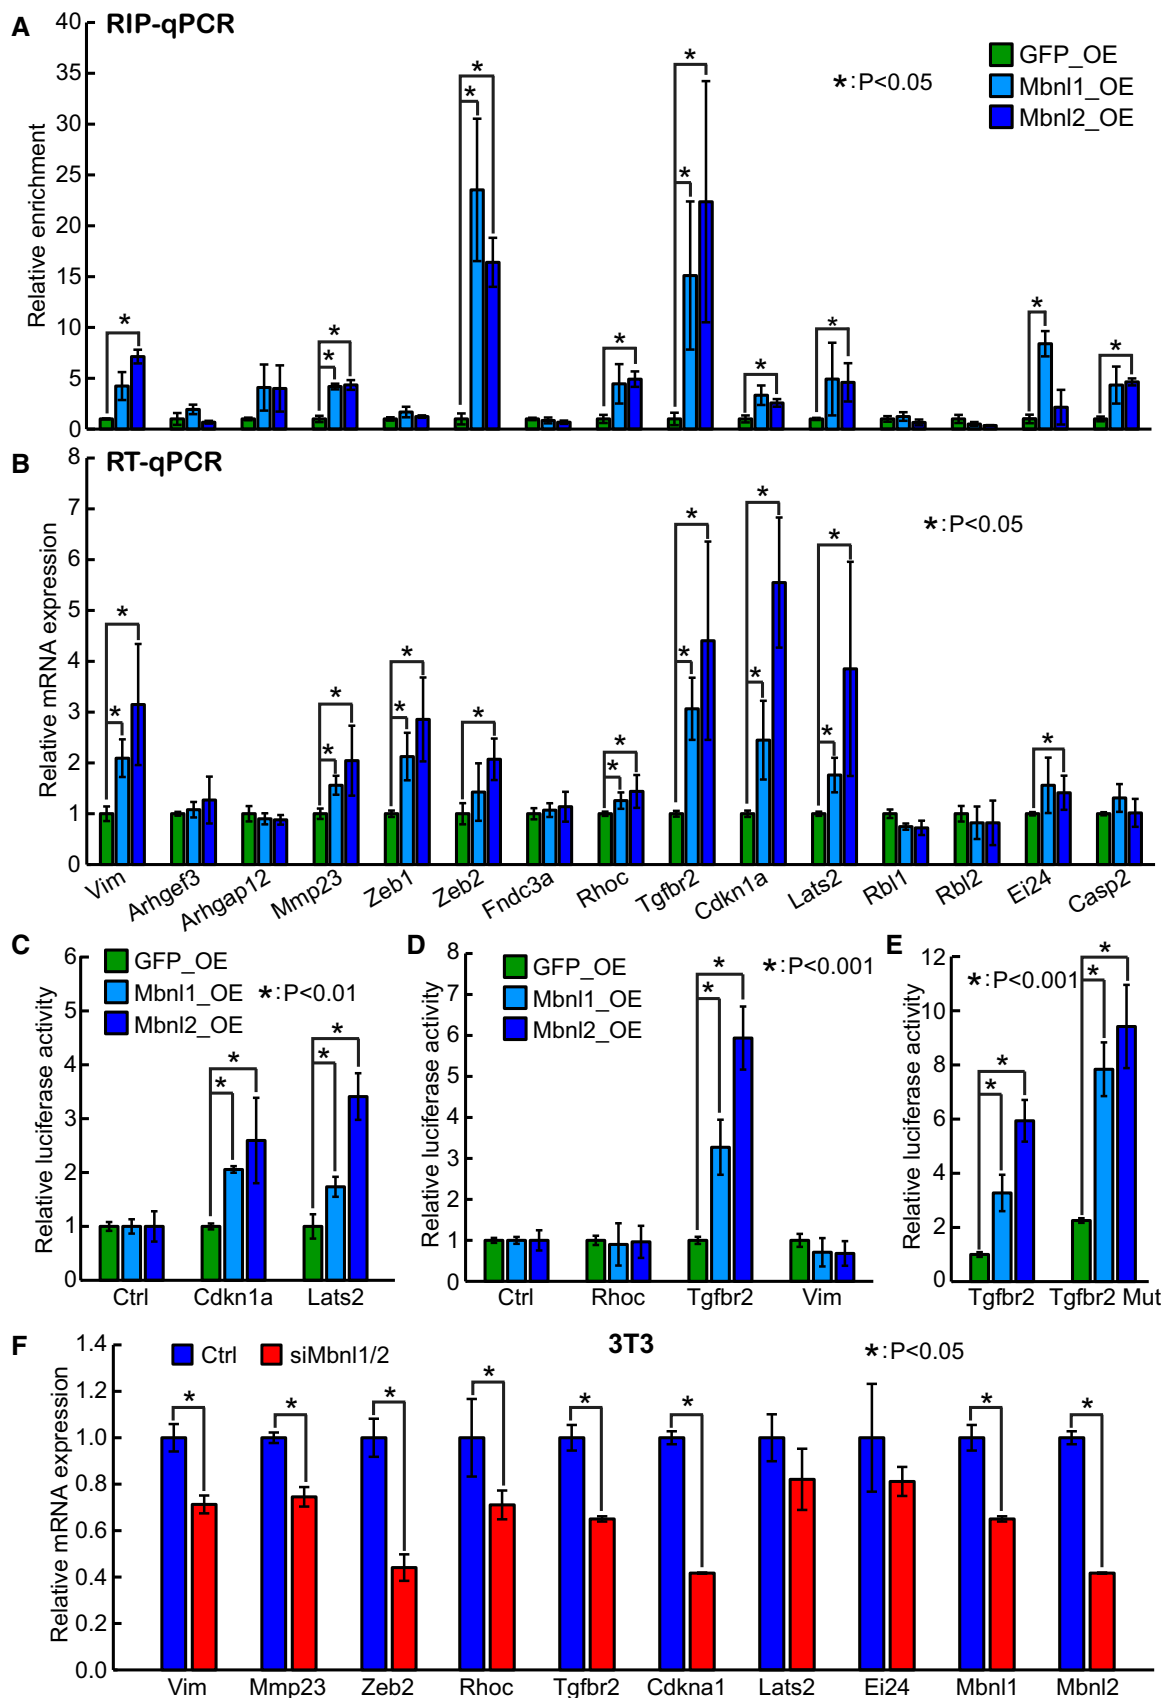 A RIP-qPCR
GFP_OE
Mbnl1_OE
Mbnl2_OE
*:P<0.05
Relative enrichment
40
35
30
25
20
15
10
5
0
* * * * * * * * * * * * *
B RT-qPCR
*:P<0.05
Relative mRNA expression
8
7
6
5
4
3
2
1
0
* * * * * * * * * * * * * * * *
Vim Arhgef3 Arhgap12 Mmp23 Zeb1 Zeb2 Fndc3a Rhoc Tgfbr2 Cdkn1a Lats2 Rbl1 Rbl2 Ei24 Casp2
C
GFP_OE
Mbnl1_OE
Mbnl2_OE
*:P<0.01
Relative luciferase activity
6
5
4
3
2
1
0
* * * *
Ctrl Cdkn1a Lats2
D
GFP_OE
Mbnl1_OE
Mbnl2_OE
*:P<0.001
Relative luciferase activity
8
7
6
5
4
3
2
1
0
* *
Ctrl Rhoc Tgfbr2 Vim
E
*:P<0.001
Relative luciferase activity
12
10
8
6
4
2
0
* * * *
Tgfbr2 Tgfbr2 Mut
F
Ctrl siMbnl1/2
3T3
*:P<0.05
Relative mRNA expression
1.4
1.2
1.0
0.8
0.6
0.4
0.2
0.0
* * * * * * * *
Vim Mmp23 Zeb2 Rhoc Tgfbr2 Cdkna1 Lats2 Ei24 Mbnl1 Mbnl2